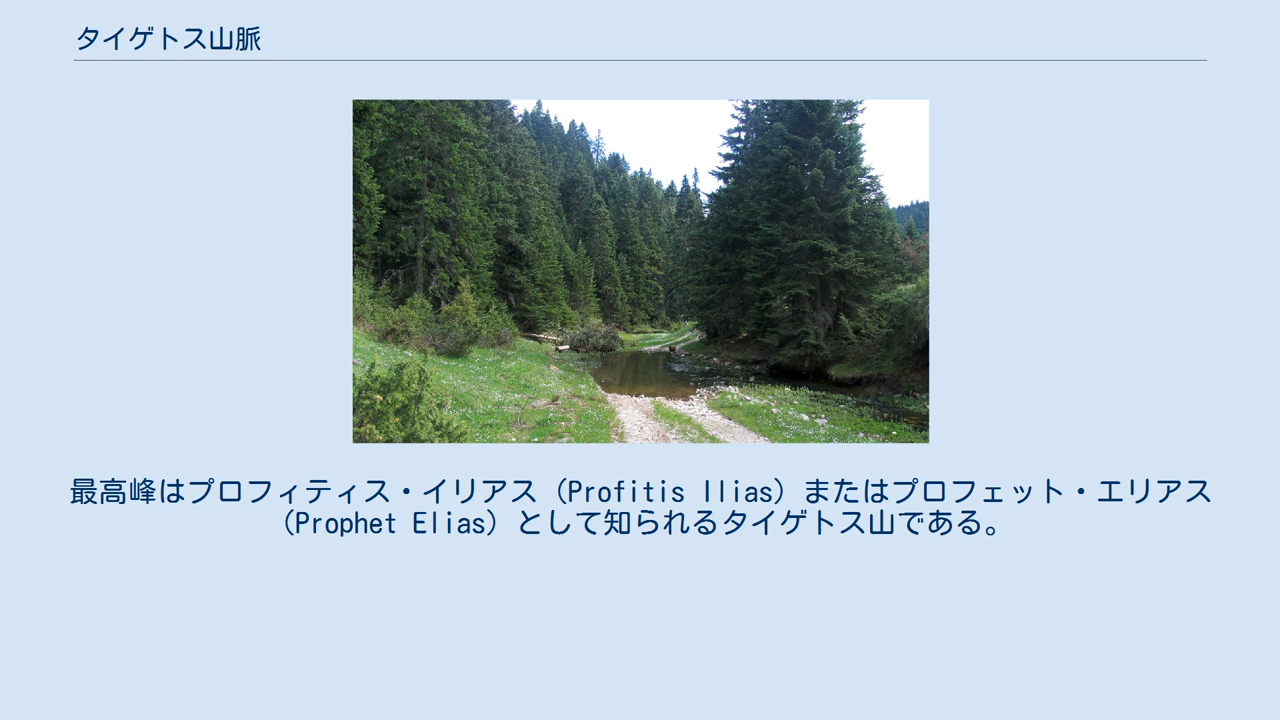 タイゲトス山脈
最高峰はプロフィティス・イリアス（Profitis Ilias）またはプロフェット・エリアス
（Prophet Elias）として知られるタイゲトス山である。